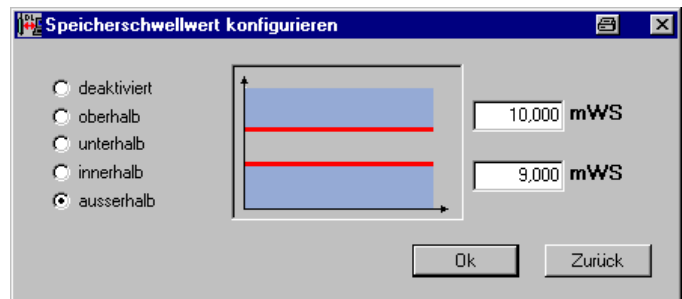 Speicherschwellwert konfigurieren
deaktiviert
oberhalb
unterhalb
innerhalb
ausserhalb
10,000 mWS
9,000 mWS
Ok
Zurück